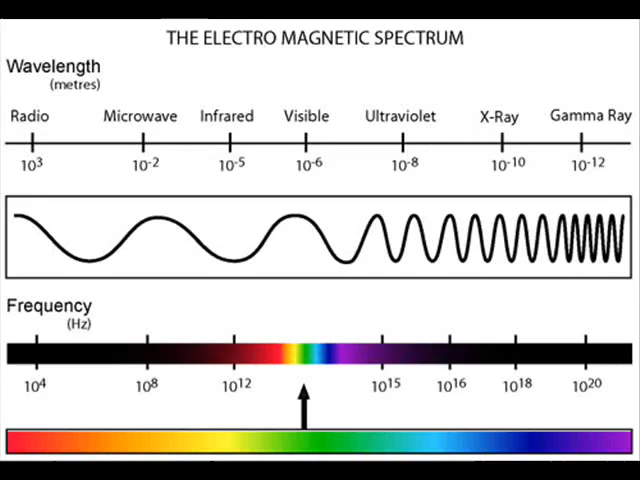 THE ELECTRO MAGNETIC SPECTRUM
Wavelength
(metres)
Radio Microwave Infrared Visible Ultraviolet X-Ray Gamma Ray
10³ 10⁻² 10⁻⁵ 10⁻⁶ 10⁻⁸ 10⁻¹⁰ 10⁻¹²
Frequency
(Hz)
10⁴ 10⁸ 10¹² 10¹⁵ 10¹⁶ 10¹⁸ 10²⁰